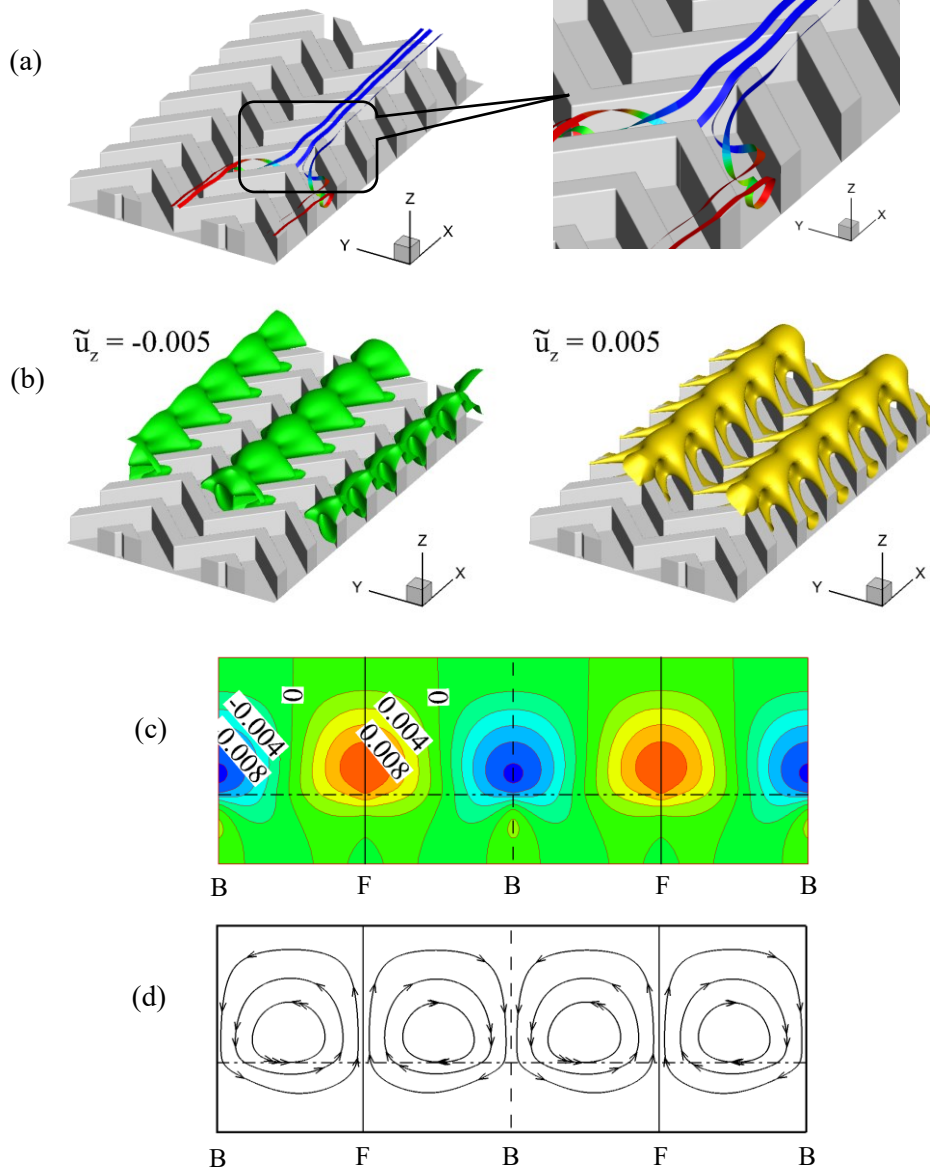 (a)
Z
Y
X
Z
Y
X
(b)
ũz = -0.005
ũz = 0.005
Z
Y
X
Z
Y
X
(c)
-0.004
0.008
0
0.004
0.008
0
B F B F B
(d)
B F B F B